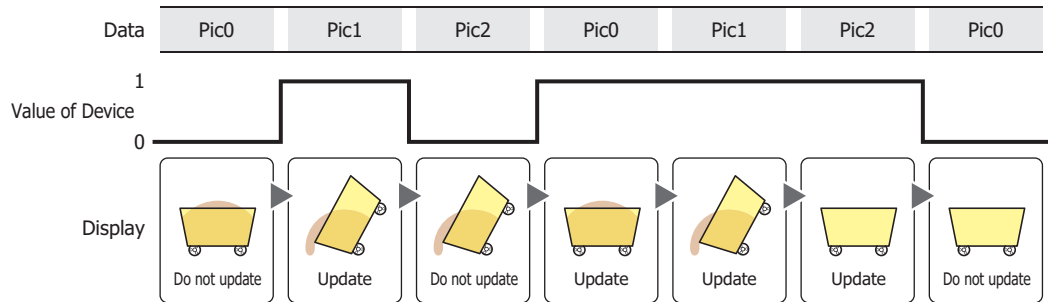 Data Pic0 Pic1 Pic2 Pic0 Pic1 Pic2 Pic0
1
Value of Device
0
Display
Do not update Update Do not update Update Update Update Do not update